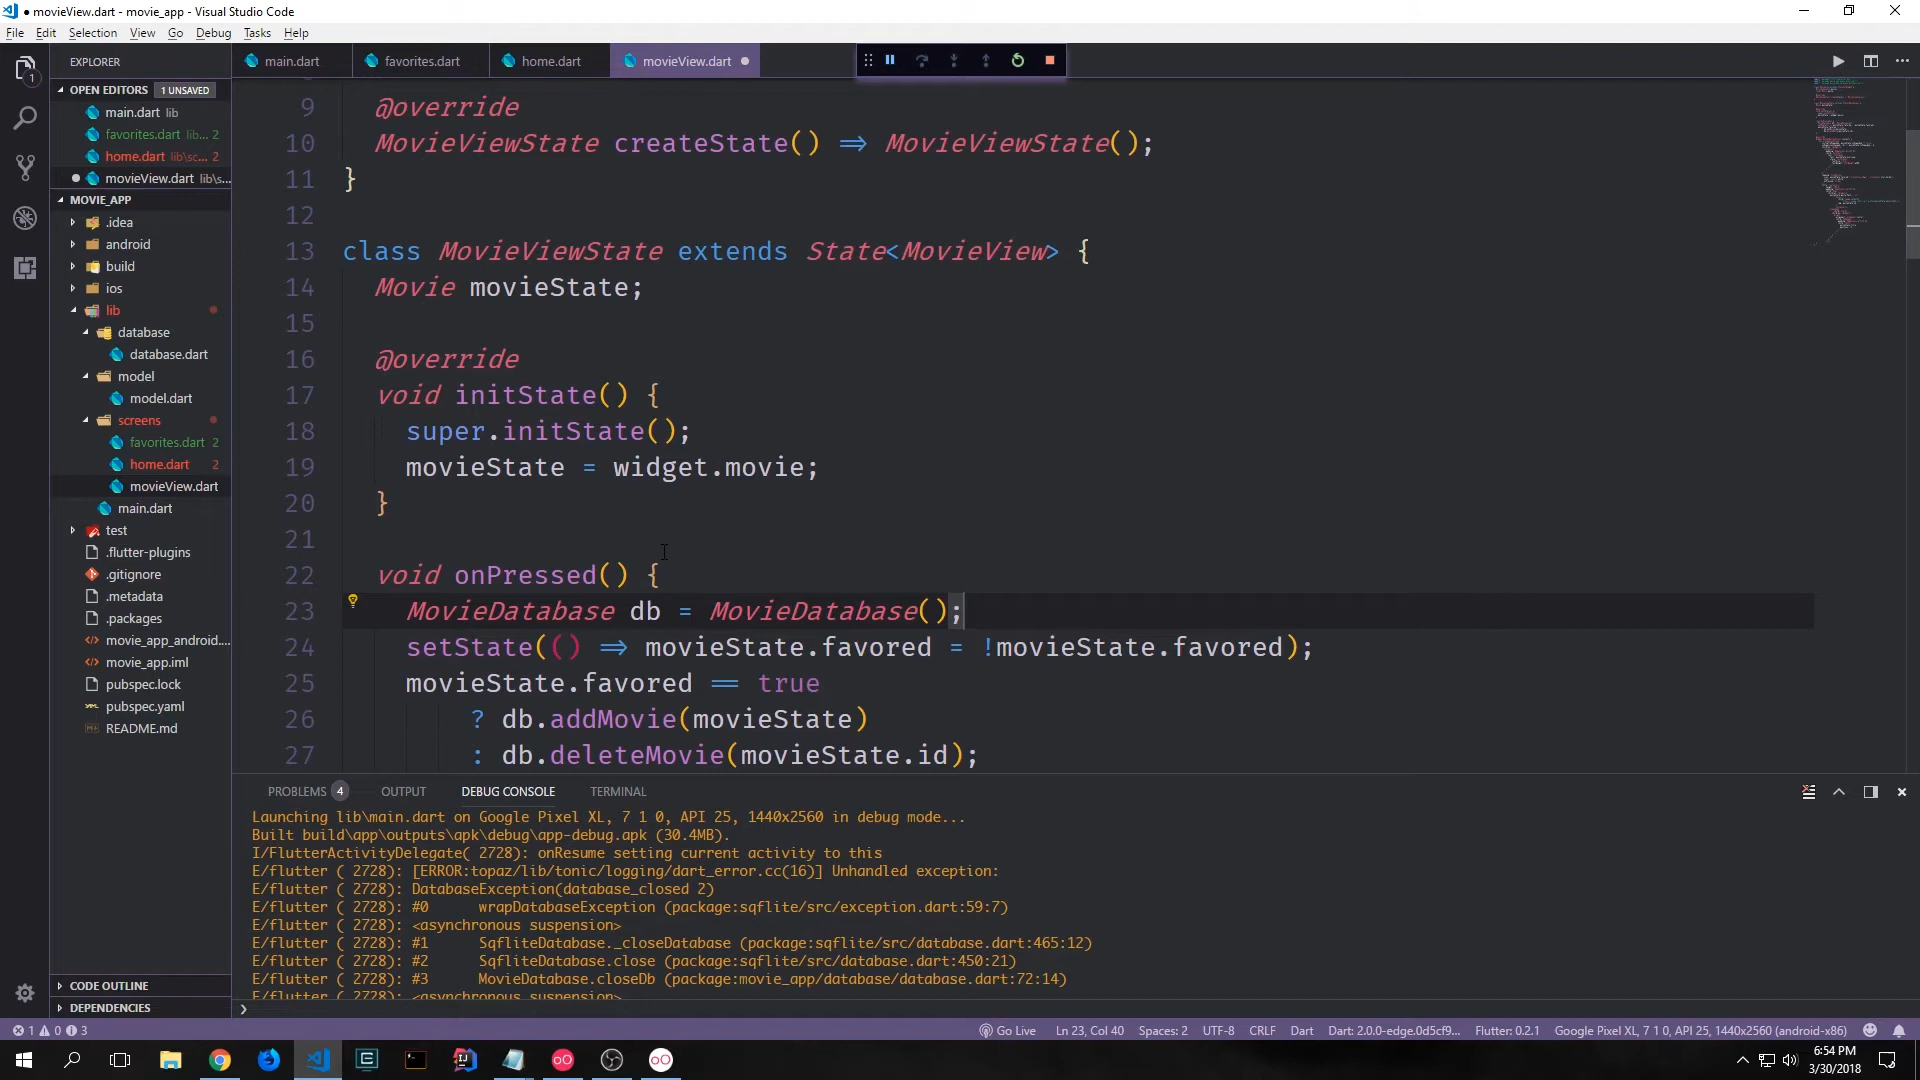 ● movieView.dart - movie_app - Visual Studio Code
File Edit Selection View Go Debug Tasks Help
EXPLORER
main.dart favorites.dart home.dart movieView.dart
OPEN EDITORS 1 UNSAVED
main.dart lib
favorites.dart lib... 2
home.dart lib\sc... 2
movieView.dart lib\s...
MOVIE_APP
.idea
android
build
ios
lib
database
database.dart
model
model.dart
screens
favorites.dart 2
home.dart 2
movieView.dart
main.dart
test
.flutter-plugins
.gitignore
.metadata
.packages
movie_app_android....
movie_app.iml
pubspec.lock
pubspec.yaml
README.md
CODE OUTLINE
DEPENDENCIES
1
9 @override
10 MovieViewState createState() => MovieViewState();
11 }
12
13 class MovieViewState extends State<MovieView> {
14 Movie movieState;
15
16 @override
17 void initState() {
18 super.initState();
19 movieState = widget.movie;
20 }
21
22 void onPressed() {
23 MovieDatabase db = MovieDatabase();
24 setState(() => movieState.favored = !movieState.favored);
25 movieState.favored == true
26 ? db.addMovie(movieState)
27 : db.deleteMovie(movieState.id);
PROBLEMS 4 OUTPUT DEBUG CONSOLE TERMINAL
Launching lib\main.dart on Google Pixel XL, 7 1 0, API 25, 1440x2560 in debug mode...
Built build\app\outputs\apk\debug\app-debug.apk (30.4MB).
I/FlutterActivityDelegate( 2728): onResume setting current activity to this
E/flutter ( 2728): [ERROR:topaz/lib/tonic/logging/dart_error.cc(16)] Unhandled exception:
E/flutter ( 2728): DatabaseException(database_closed 2)
E/flutter ( 2728): #0 wrapDatabaseException (package:sqflite/src/exception.dart:59:7)
E/flutter ( 2728): <asynchronous suspension>
E/flutter ( 2728): #1 SqfliteDatabase._closeDatabase (package:sqflite/src/database.dart:465:12)
E/flutter ( 2728): #2 SqfliteDatabase.close (package:sqflite/src/database.dart:450:21)
E/flutter ( 2728): #3 MovieDatabase.closeDb (package:movie_app/database/database.dart:72:14)
E/flutter ( 2728): <asynchronous suspension>
1 0 3 Go Live Ln 23, Col 40 Spaces: 2 UTF-8 CRLF Dart Dart: 2.0.0-edge.0d5cf9... Flutter: 0.2.1 Google Pixel XL, 7 1 0, API 25, 1440x2560 (android-x86)
6:54 PM
3/30/2018